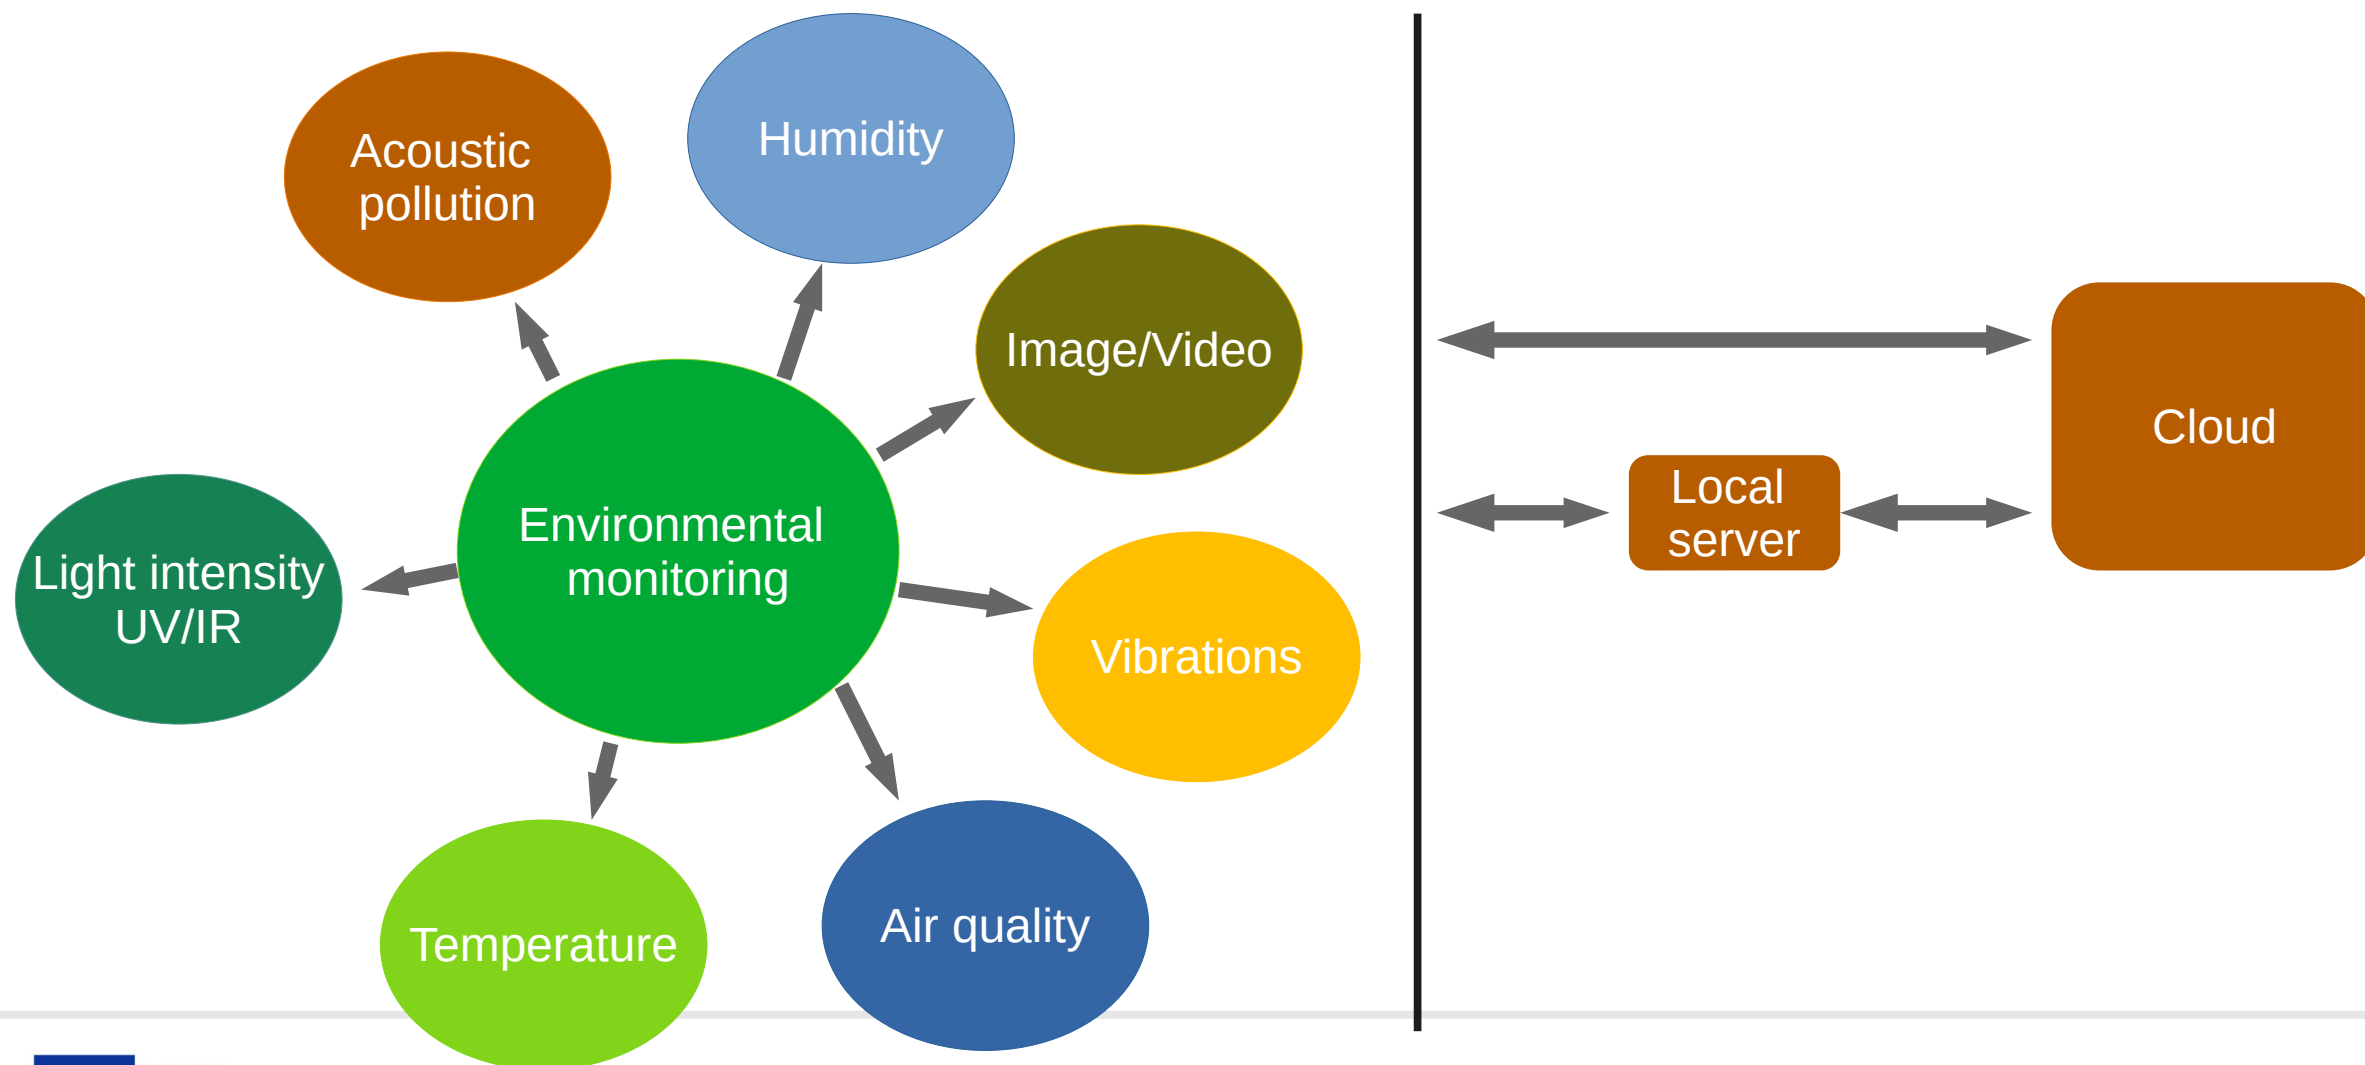 Acoustic
pollution
Humidity
Image/Video
Environmental
monitoring
Light intensity
UV/IR
Vibrations
Temperature
Air quality
Local
server
Cloud